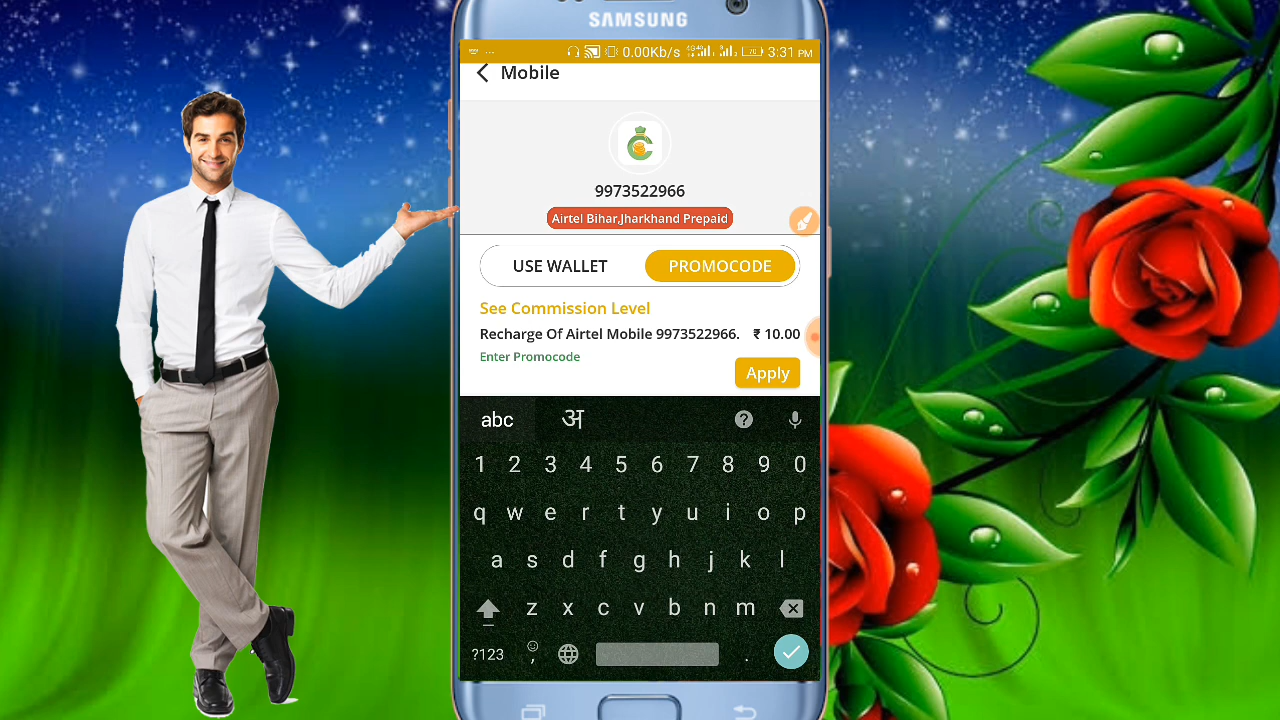 SAMSUNG
0.00Kb/s 3:31 PM
Mobile
9973522966
Airtel Bihar,Jharkhand Prepaid
USE WALLET PROMOCODE
See Commission Level
Recharge Of Airtel Mobile 9973522966. ₹ 10.00
Enter Promocode
Apply
abc अ
1 2 3 4 5 6 7 8 9 0
q w e r t y u i o p
a s d f g h j k l
z x c v b n m
?123 , .